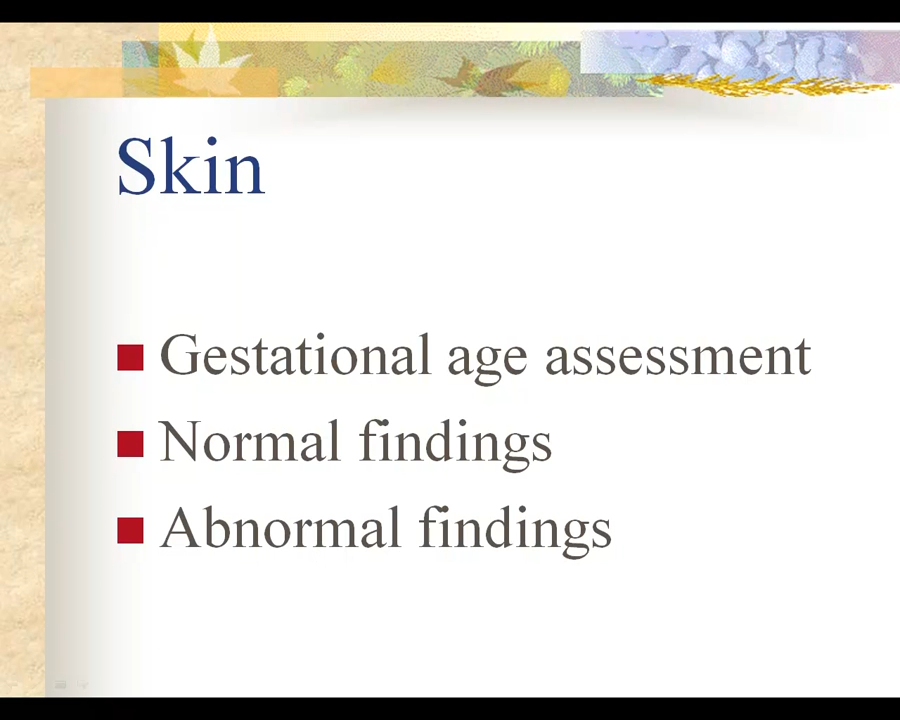 Skin
Gestational age assessment
Normal findings
Abnormal findings